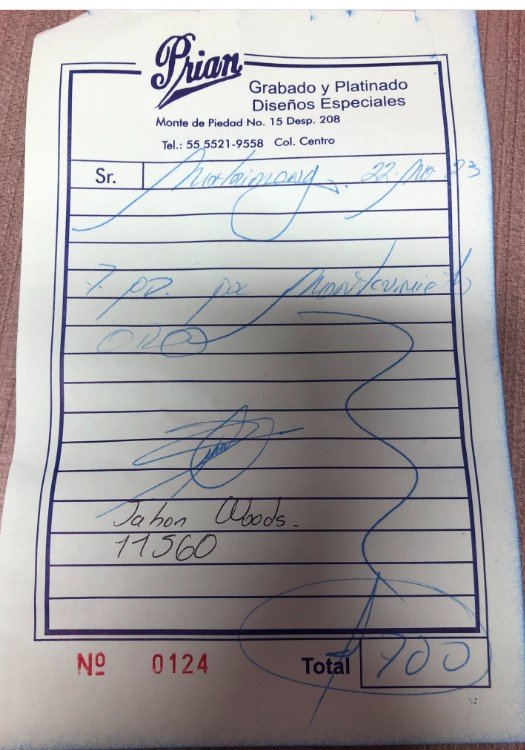 Prian
Grabado y Platinado
Diseños Especiales
Monte de Piedad No. 15 Desp. 208
Tel.: 55 5521-9558 Col. Centro
Sr. 22 23
7. pz. Mantenimiento
ORO
Jahon Woods.
11560
Nº 0124 Total 700